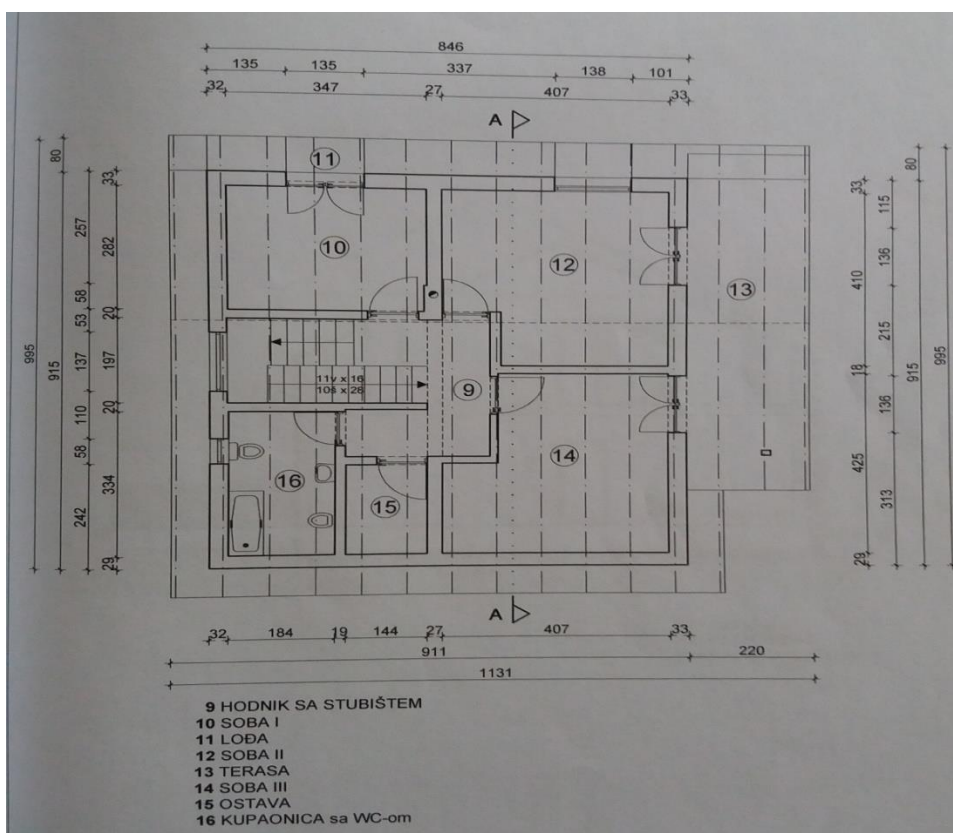 846
135 135 337 138 101
32 347 27 407 33
A
11
10
12
13
9
11v x 16
10š x 28
14
16
15
995
80
915
257
58
53
137
110
58
242
33
282
20
197
20
334
29
33
410
18
425
29
115
136
215
136
313
80
915
995
A
32 184 19 144 27 407 33
911 220
1131
9 HODNIK SA STUBIŠTEM
10 SOBA I
11 LOĐA
12 SOBA II
13 TERASA
14 SOBA III
15 OSTAVA
16 KUPAONICA sa WC-om